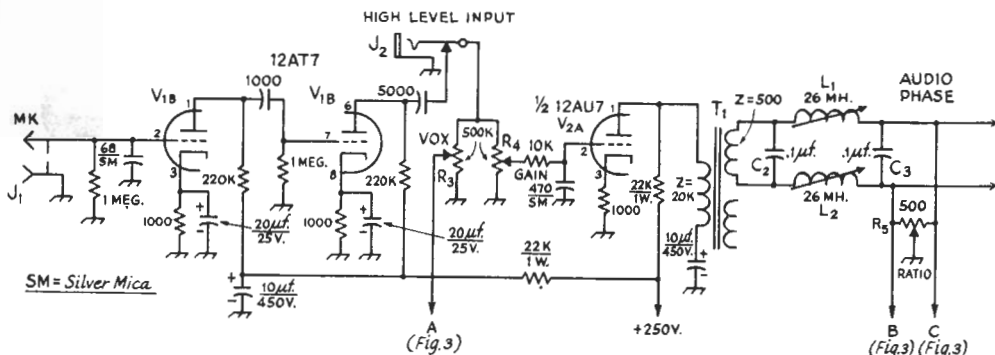 HIGH LEVEL INPUT
J2
12AT7
1000
5000
V1B
1
V1B
6
MK
2
3
7
8
68
SM
1 MEG.
J1
220K
1 MEG.
220K
1000
20µf.
25V.
1000
20µf.
25V.
VOX
500K
R3
R4
GAIN
10K
470
SM
½ 12AU7
V2A
1
2
3
1000
22K
1W.
T1
Z=500
Z=
20K
10µf.
450V.
L1
26 MH.
AUDIO
PHASE
C2
.1µf.
.1µf.
C3
26 MH.
L2
R5
500
RATIO
22K
1 W.
SM= Silver Mica
10µf.
450V.
A
(Fig.3)
+250V.
B
(Fig.3)
C
(Fig.3)